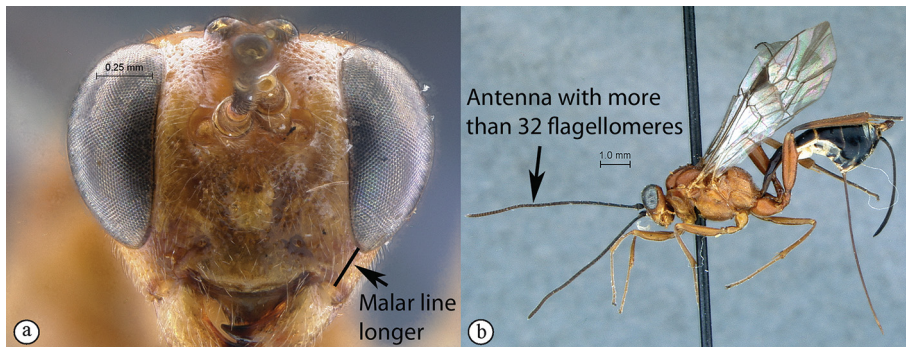 0.25 mm
Malar line
longer
a
Antenna with more
than 32 flagellomeres
1.0 mm
b